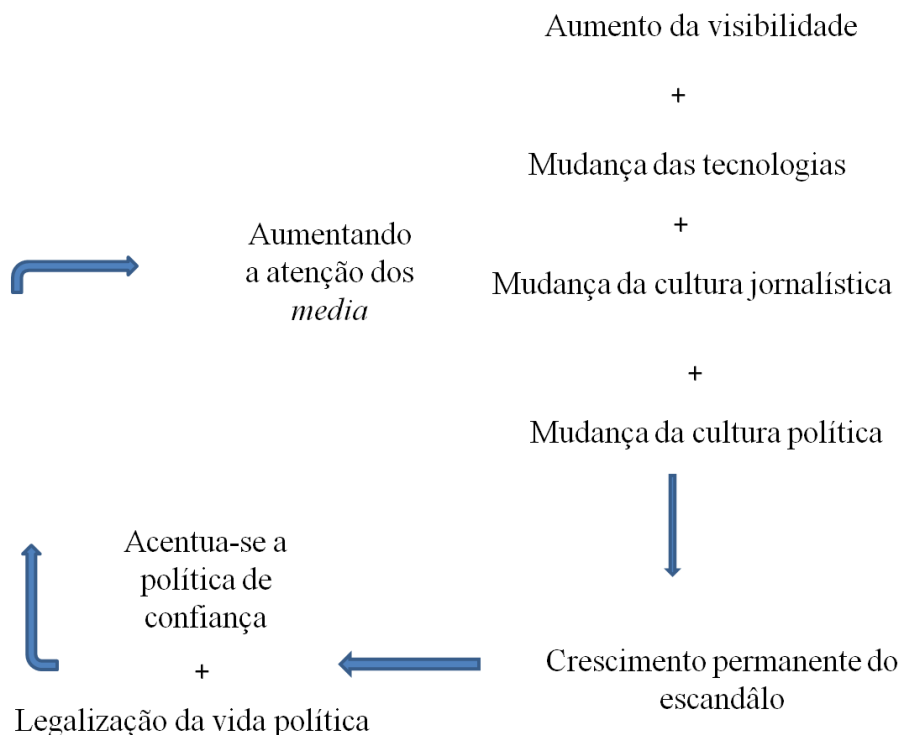 Aumento da visibilidade
+
Mudança das tecnologias
+
Mudança da cultura jornalística
+
Mudança da cultura política
Crescimento permanente do
escandâlo
Acentua-se a
política de
confiança
+
Legalização da vida política
Aumentando
a atenção dos
media